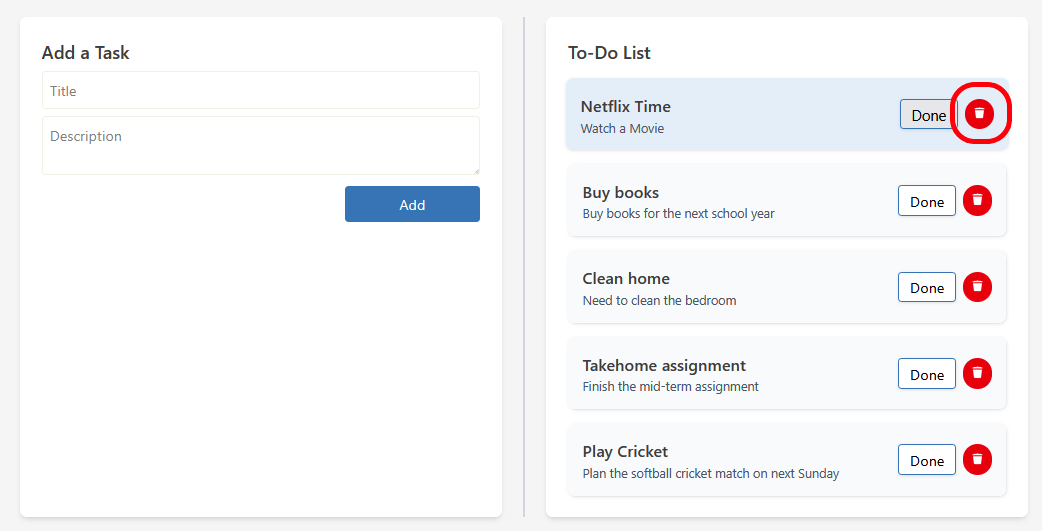 Add a Task
Title
Description
Add
To-Do List
Netflix Time
Watch a Movie
Done
Buy books
Buy books for the next school year
Done
Clean home
Need to clean the bedroom
Done
Takehome assignment
Finish the mid-term assignment
Done
Play Cricket
Plan the softball cricket match on next Sunday
Done